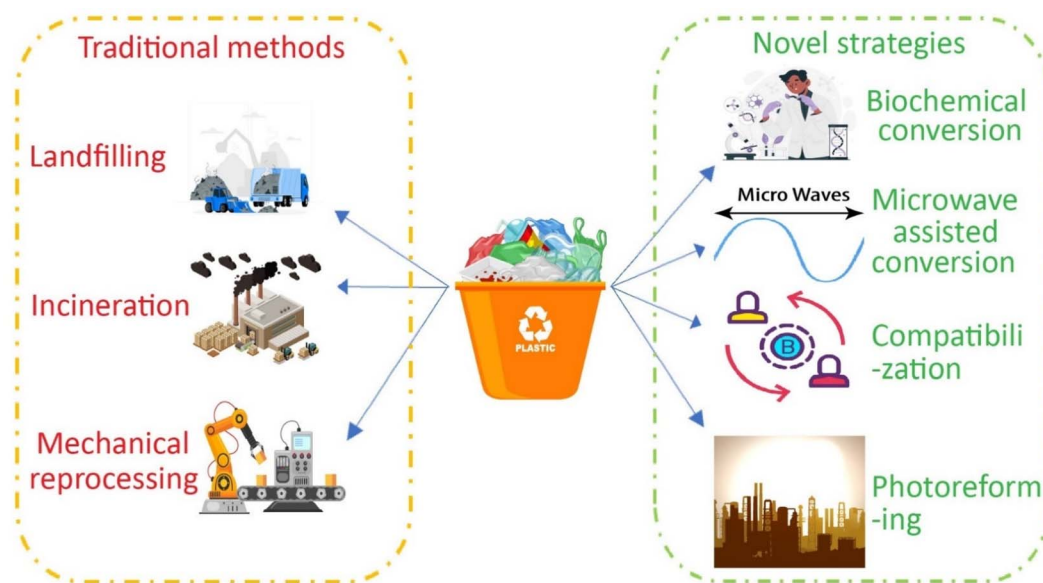 Traditional methods
Landfilling
Incineration
Mechanical
reprocessing
PLASTIC
Novel strategies
Biochemical
conversion
Micro Waves
Microwave
assisted
conversion
B
Compatibili
-zation
Photoreform
-ing